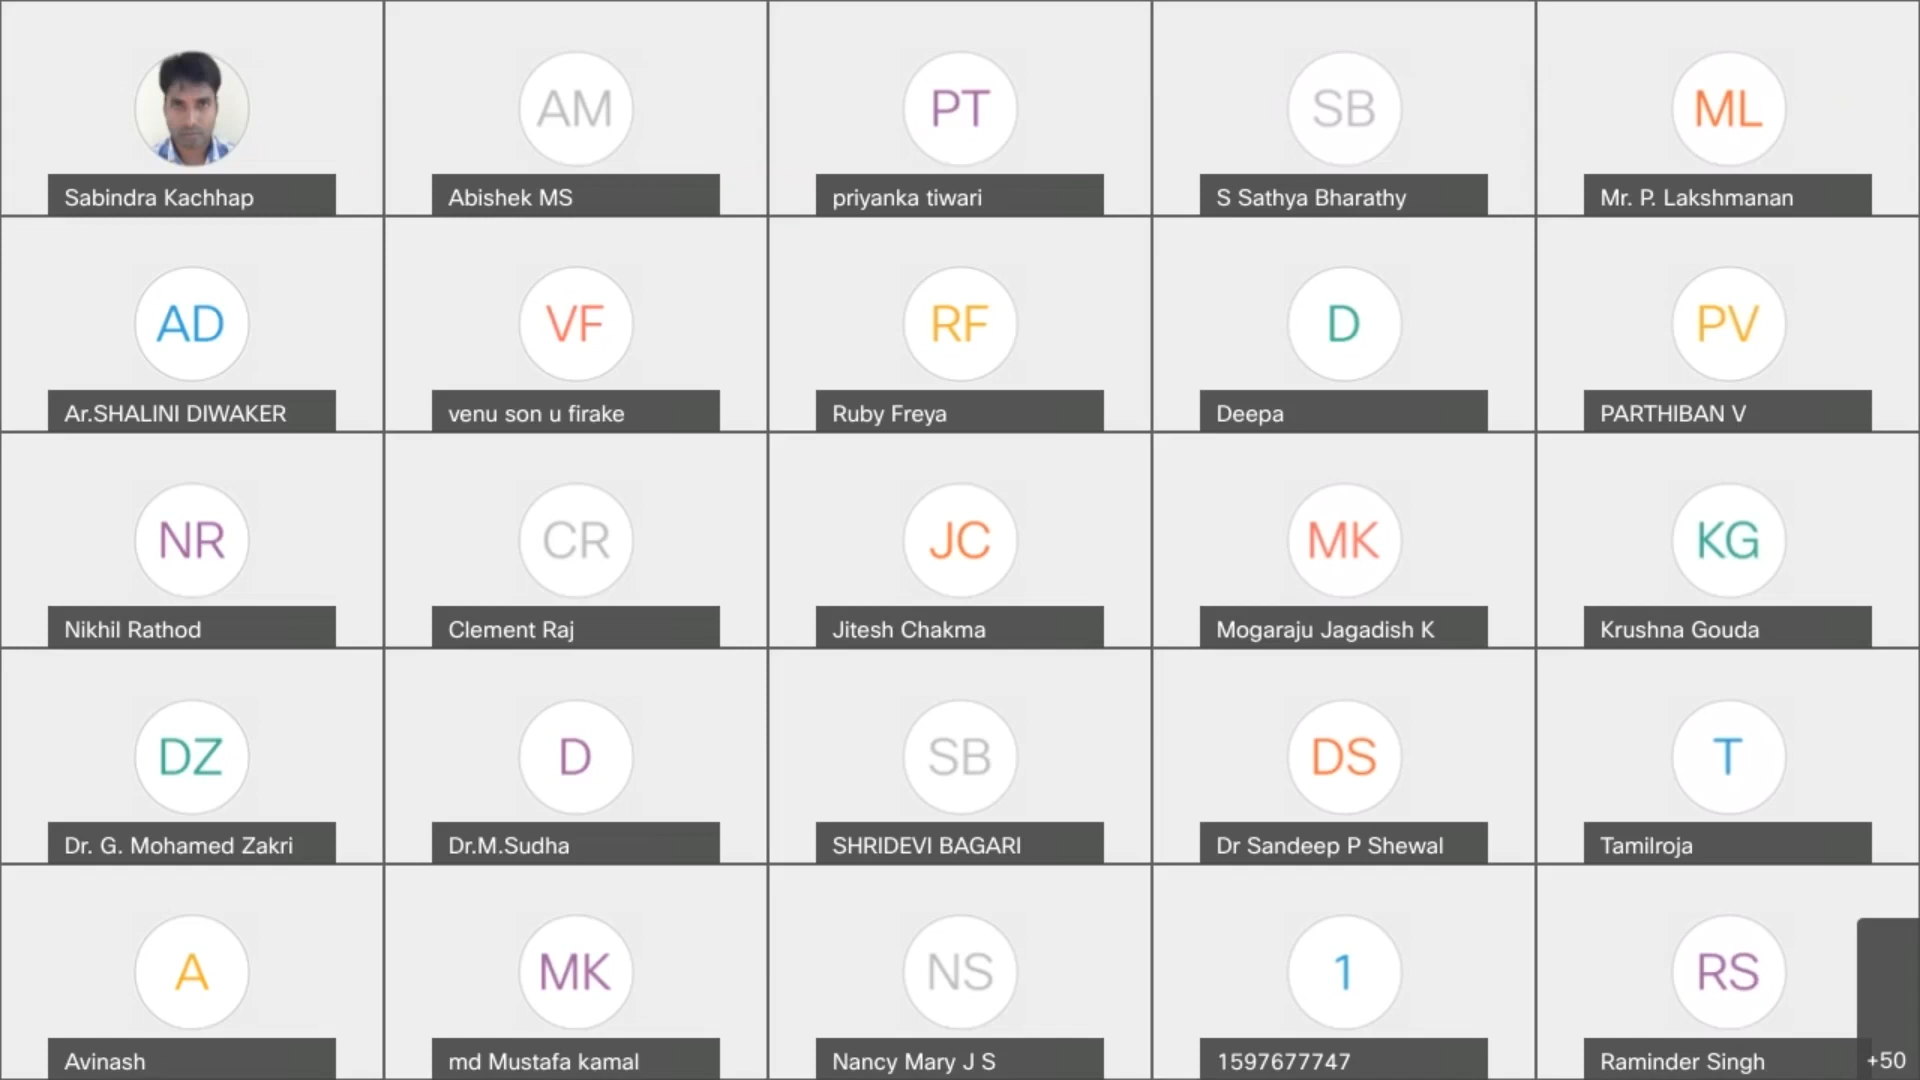 AM
PT
SB
ML
Sabindra Kachhap
Abishek MS
priyanka tiwari
S Sathya Bharathy
Mr. P. Lakshmanan
AD
VF
RF
D
PV
Ar.SHALINI DIWAKER
venu son u firake
Ruby Freya
Deepa
PARTHIBAN V
NR
CR
JC
MK
KG
Nikhil Rathod
Clement Raj
Jitesh Chakma
Mogaraju Jagadish K
Krushna Gouda
DZ
D
SB
DS
T
Dr. G. Mohamed Zakri
Dr.M.Sudha
SHRIDEVI BAGARI
Dr Sandeep P Shewal
Tamilroja
A
MK
NS
1
RS
Avinash
md Mustafa kamal
Nancy Mary J S
1597677747
Raminder Singh
+50